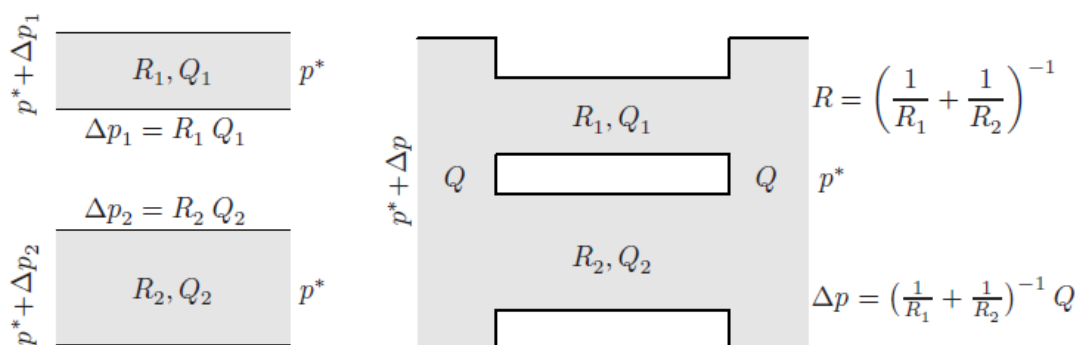 p* + Δp₁
R₁, Q₁
p*
Δp₁ = R₁ Q₁
Δp₂ = R₂ Q₂
p* + Δp₂
R₂, Q₂
p*
p* + Δp
Q
R₁, Q₁
R₂, Q₂
Q
p*
R = (1/R₁ + 1/R₂)⁻¹
Δp = (1/R₁ + 1/R₂)⁻¹ Q